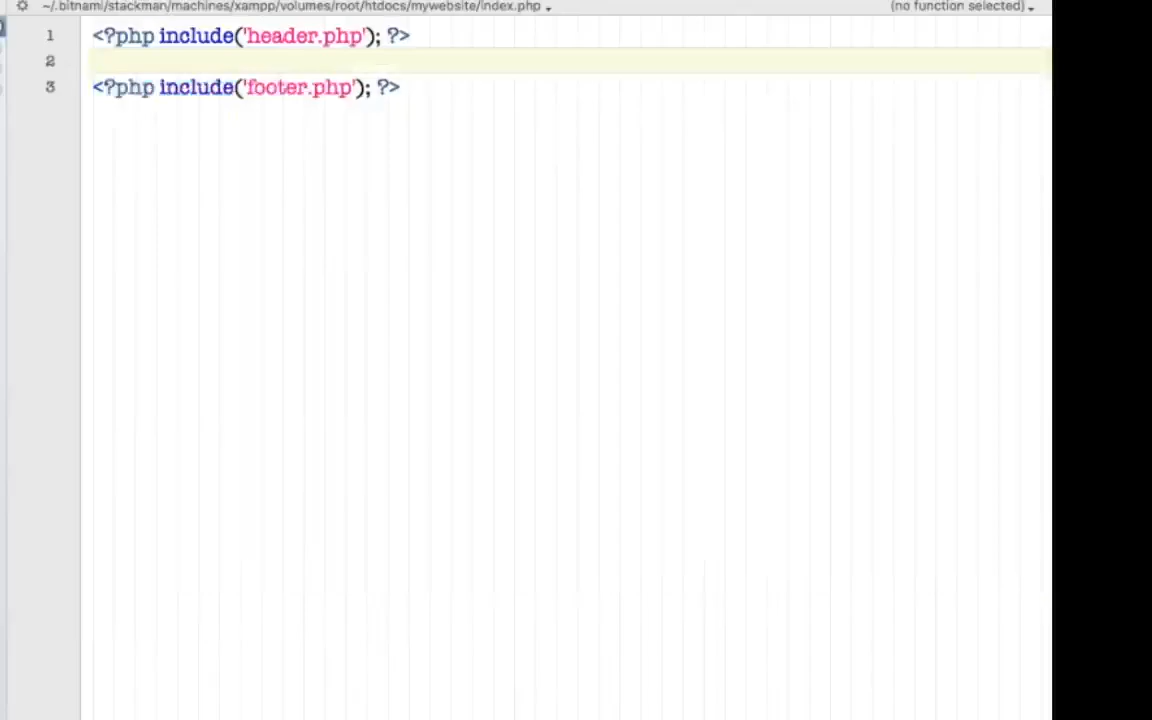 ~/.bitnami/stackman/machines/xampp/volumes/root/htdocs/mywebsite/index.php
(no function selected)
1 <?php include('header.php'); ?>
2
3 <?php include('footer.php'); ?>